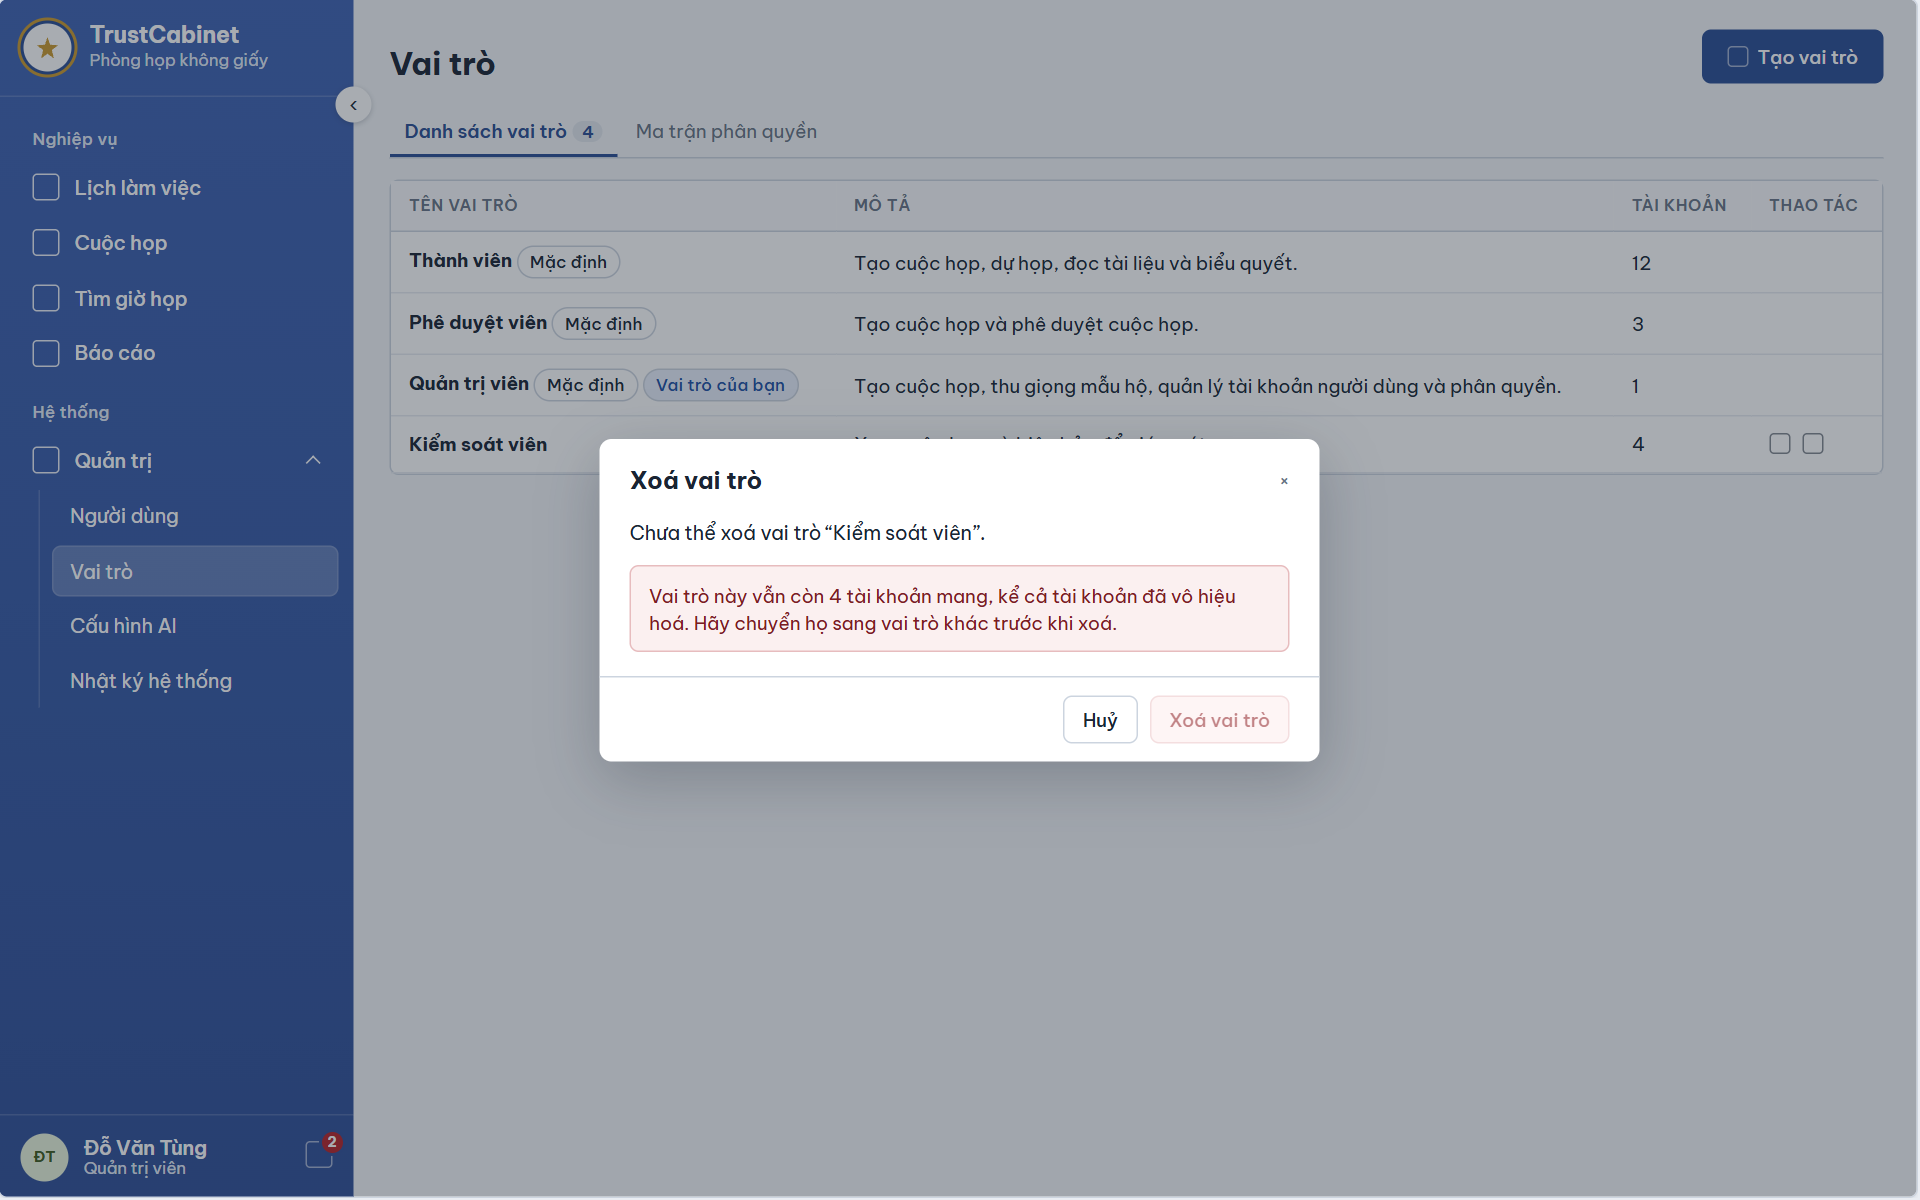 TrustCabinet
Phòng họp không giấy
Nghiệp vụ
Lịch làm việc
Cuộc họp
Tìm giờ họp
Báo cáo
Hệ thống
Quản trị
Người dùng
Vai trò
Cấu hình AI
Nhật ký hệ thống
ĐT
Đỗ Văn Tùng
Quản trị viên
2
Vai trò
Tạo vai trò
Danh sách vai trò 4
Ma trận phân quyền
TÊN VAI TRÒ MÔ TẢ TÀI KHOẢN THAO TÁC
Thành viên Mặc định Tạo cuộc họp, dự họp, đọc tài liệu và biểu quyết. 12
Phê duyệt viên Mặc định Tạo cuộc họp và phê duyệt cuộc họp. 3
Quản trị viên Mặc định Vai trò của bạn Tạo cuộc họp, thu giọng mẫu hộ, quản lý tài khoản người dùng và phân quyền. 1
Kiểm soát viên 4
Xoá vai trò ×
Chưa thể xoá vai trò “Kiểm soát viên”.
Vai trò này vẫn còn 4 tài khoản mang, kể cả tài khoản đã vô hiệu
hoá. Hãy chuyển họ sang vai trò khác trước khi xoá.
Huỷ
Xoá vai trò